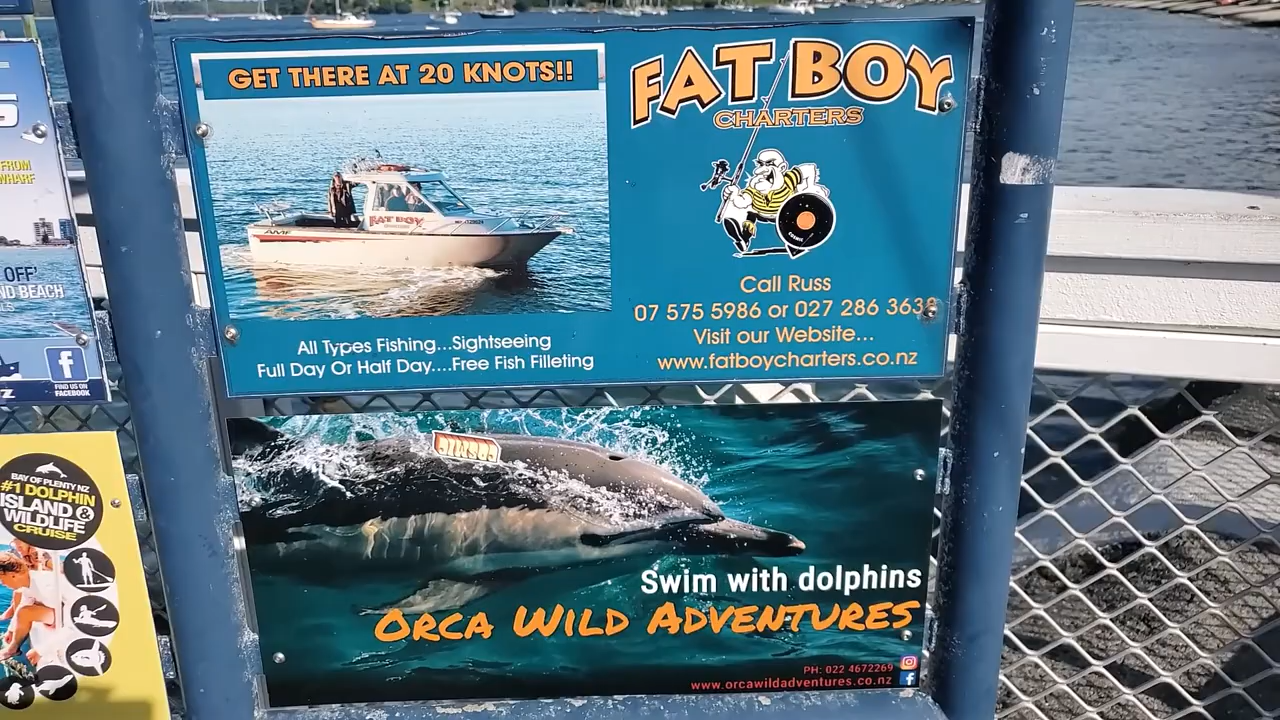 GET THERE AT 20 KNOTS!!
FAT BOY
CHARTERS
FAT BOY
AMF
Call Russ
07 575 5986 or 027 286 3638
Visit our Website...
www.fatboycharters.co.nz
All Types Fishing...Sightseeing
Full Day Or Half Day....Free Fish Filleting
Swim with dolphins
ORCA WILD ADVENTURES
PH: 022 4672269
www.orcawildadventures.co.nz
FROM
WHARF
OFF'
ND BEACH
FIND US ON
FACEBOOK
BAY OF PLENTY NZ
#1 DOLPHIN
ISLAND &
WILDLIFE
CRUISE